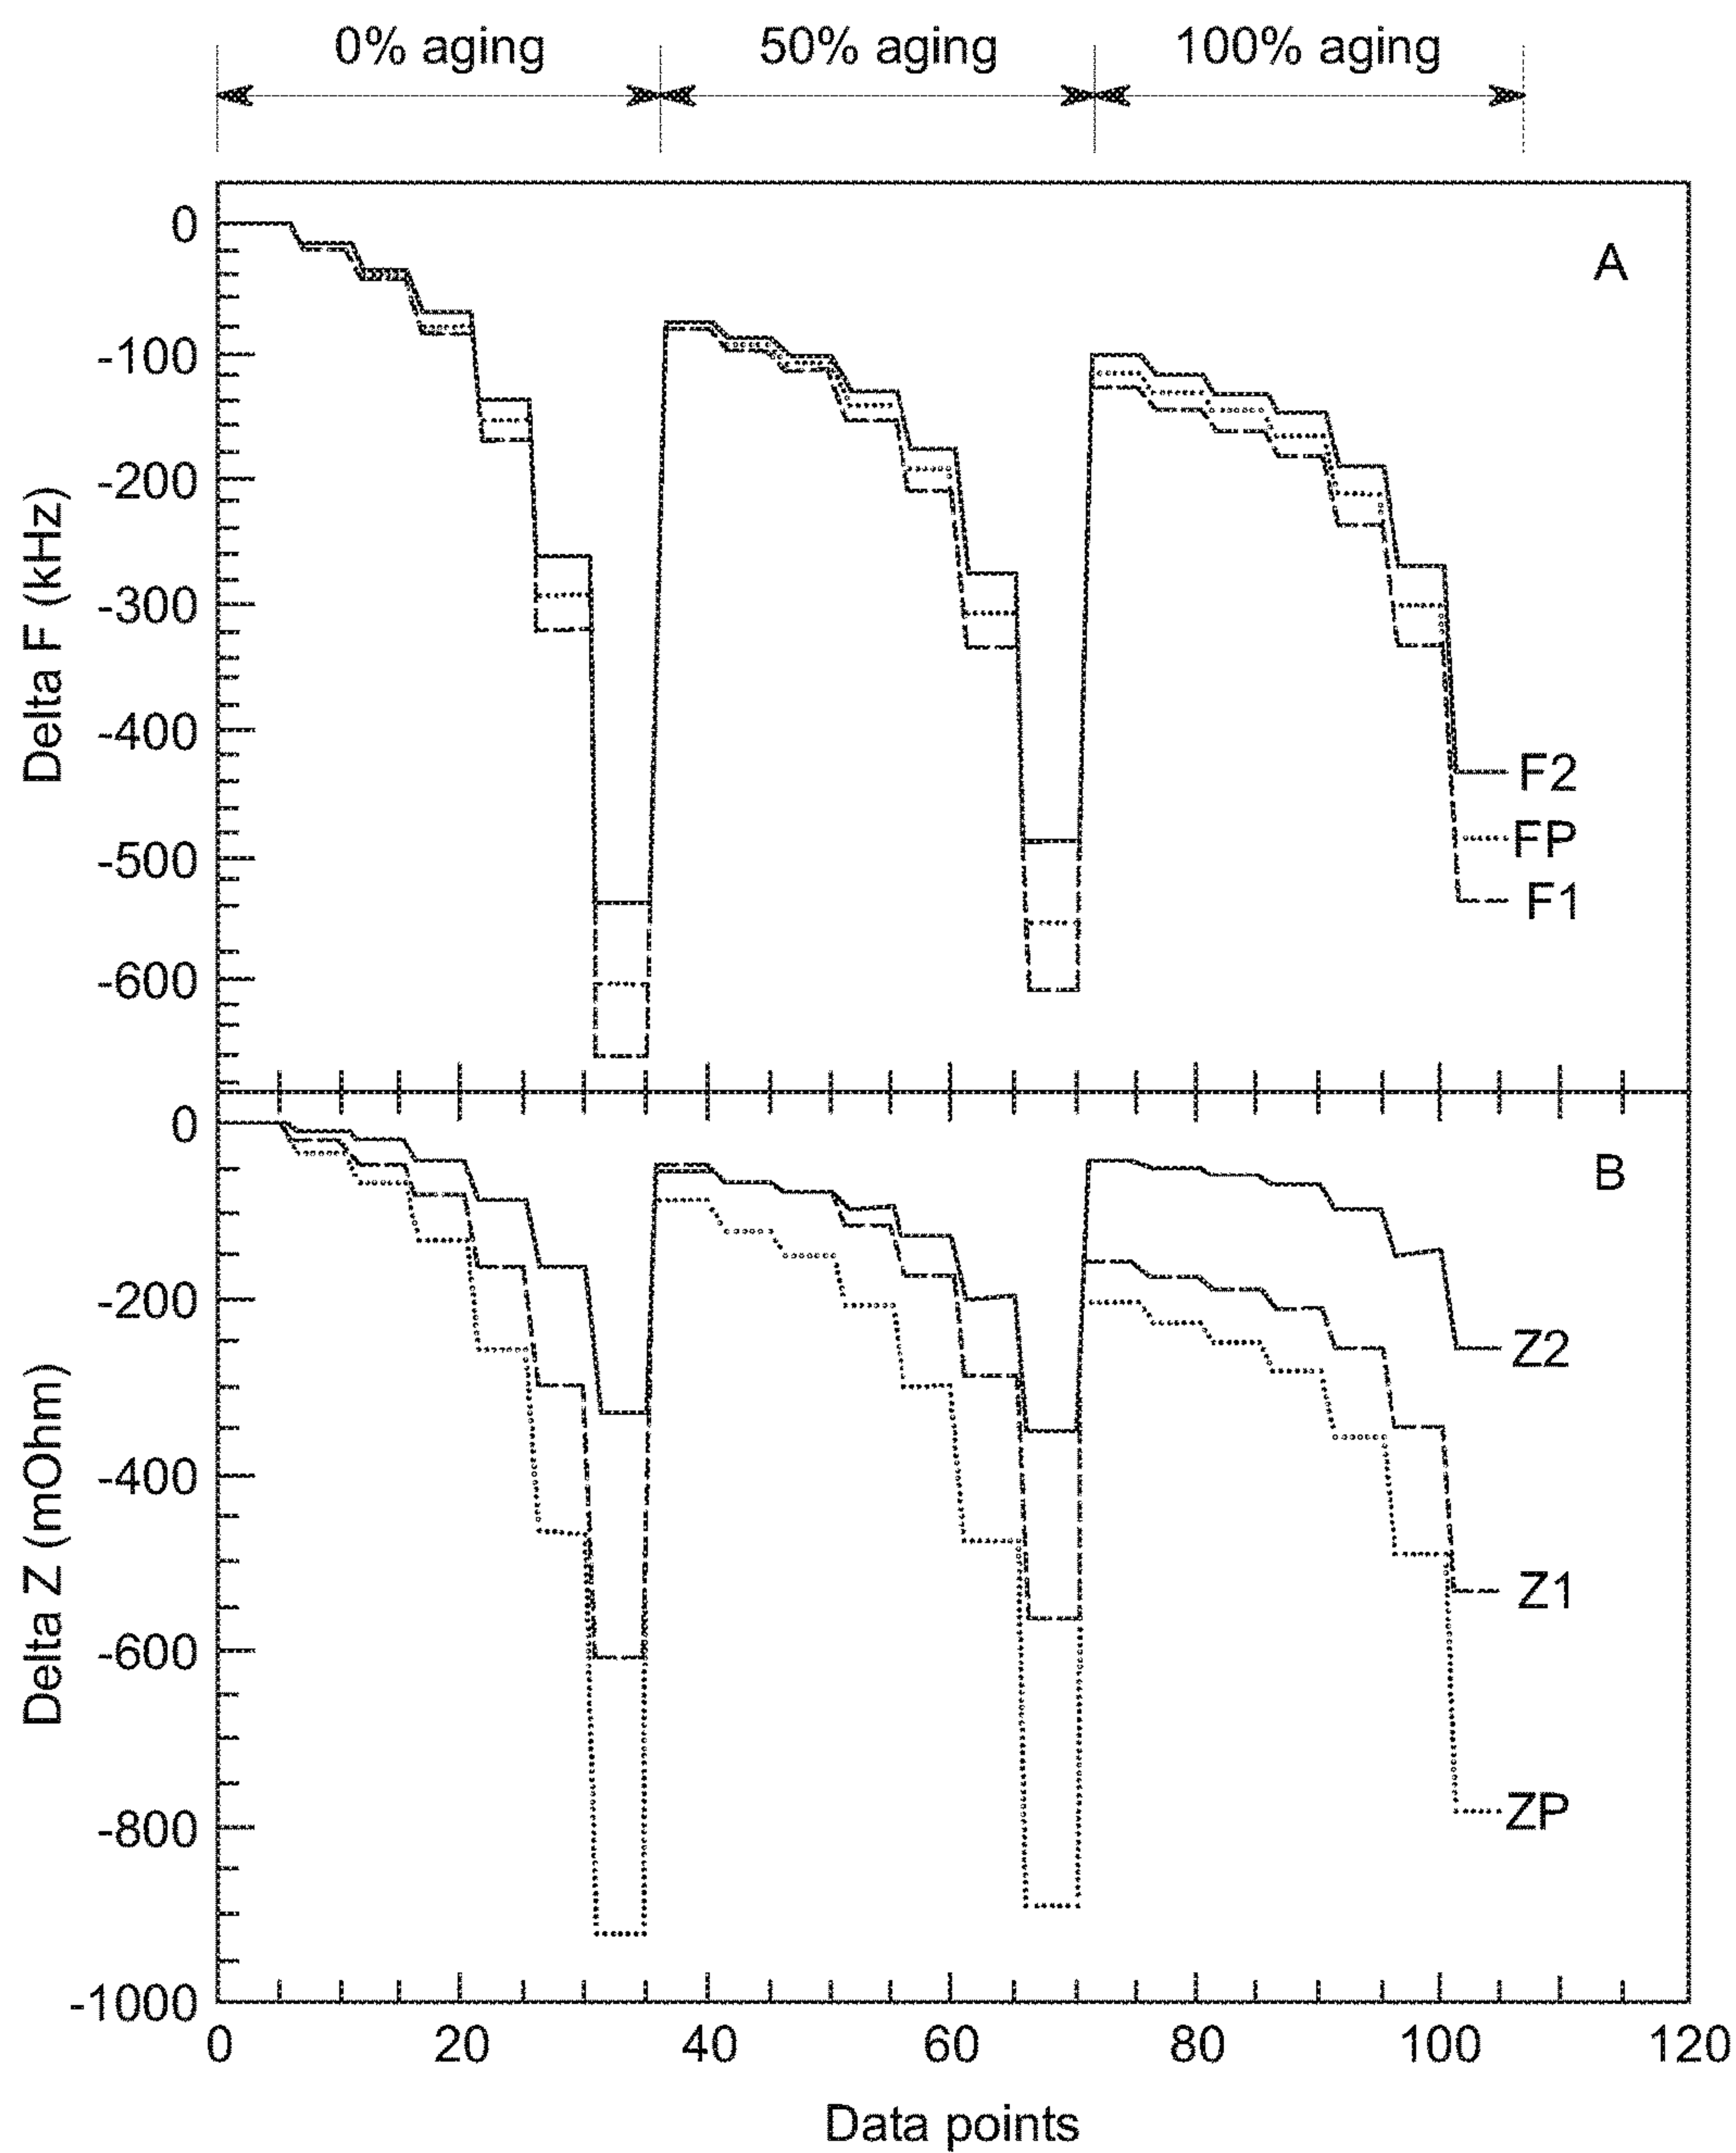 0% aging 50% aging 100% aging
A
0
-100
-200
-300
-400
-500
-600
Delta F (kHz)
F2
FP
F1
B
0
-200
-400
-600
-800
-1000
Delta Z (mOhm)
Z2
Z1
ZP
0 20 40 60 80 100 120
Data points